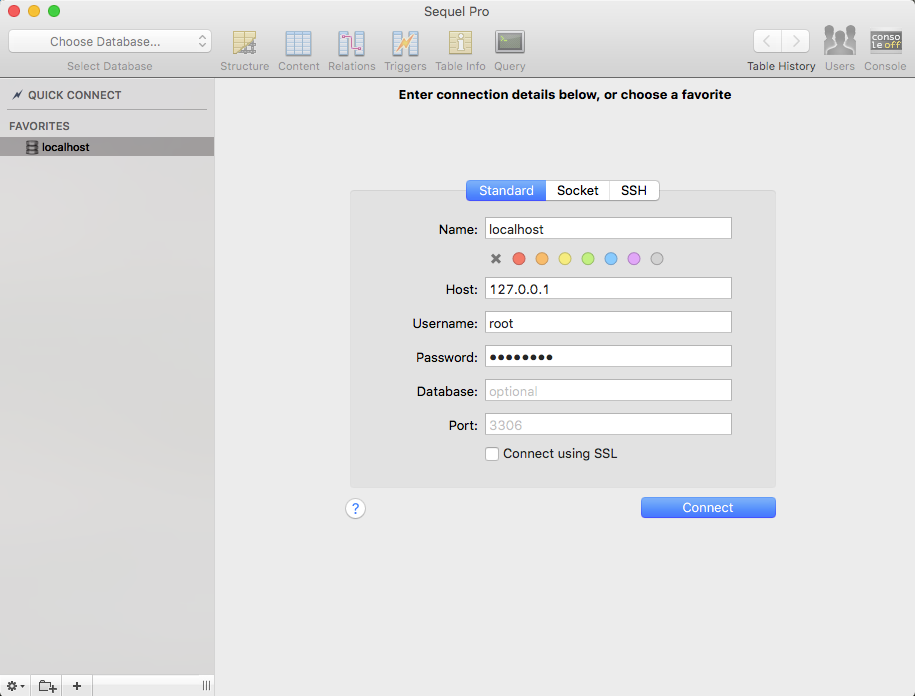 Sequel Pro
Choose Database...
Select Database
Structure
Content
Relations
Triggers
Table Info
Query
Table History
Users
conso
le off
Console
QUICK CONNECT
FAVORITES
localhost
Enter connection details below, or choose a favorite
Standard Socket SSH
Name: localhost
Host: 127.0.0.1
Username: root
Password: ●●●●●●●●
Database: optional
Port: 3306
Connect using SSL
? Connect